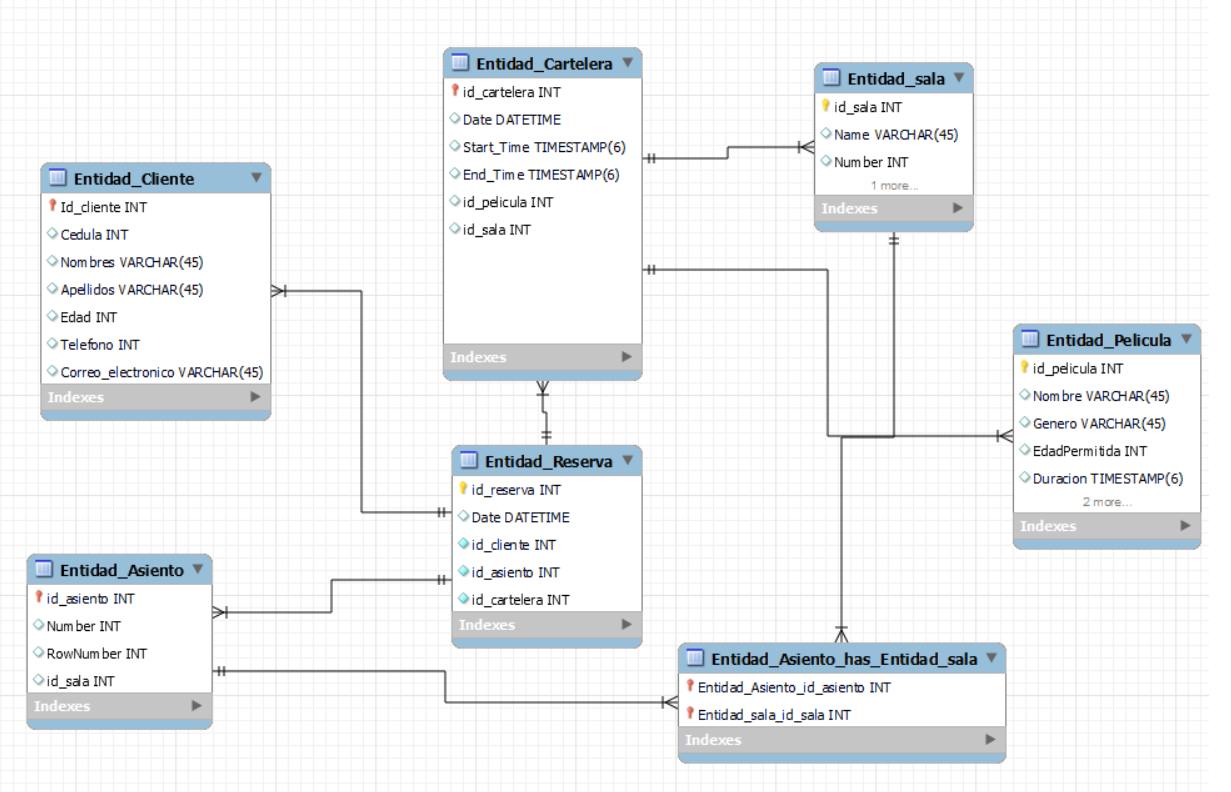 Entidad_Cartelera
id_cartelera INT
Date DATETIME
Start_Time TIMESTAMP(6)
End_Time TIMESTAMP(6)
id_pelicula INT
id_sala INT
Indexes
Entidad_sala
id_sala INT
Name VARCHAR(45)
Number INT
1 more...
Indexes
Entidad_Cliente
Id_cliente INT
Cedula INT
Nombres VARCHAR(45)
Apellidos VARCHAR(45)
Edad INT
Telefono INT
Correo_electronico VARCHAR(45)
Indexes
Entidad_Pelicula
id_pelicula INT
Nombre VARCHAR(45)
Genero VARCHAR(45)
EdadPermitida INT
Duracion TIMESTAMP(6)
2 more...
Indexes
Entidad_Reserva
id_reserva INT
Date DATETIME
id_cliente INT
id_asiento INT
id_cartelera INT
Indexes
Entidad_Asiento
id_asiento INT
Number INT
RowNumber INT
id_sala INT
Indexes
Entidad_Asiento_has_Entidad_sala
Entidad_Asiento_id_asiento INT
Entidad_sala_id_sala INT
Indexes